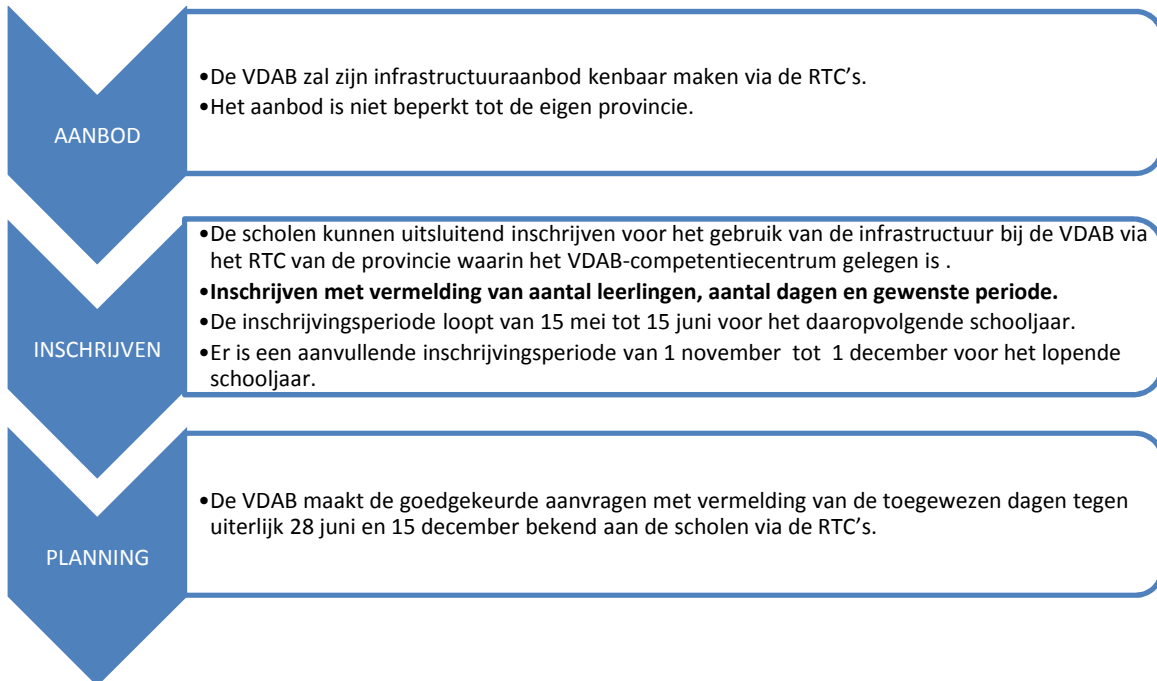 AANBOD
•De VDAB zal zijn infrastructuuraanbod kenbaar maken via de RTC’s.
•Het aanbod is niet beperkt tot de eigen provincie.
INSCHRIJVEN
•De scholen kunnen uitsluitend inschrijven voor het gebruik van de infrastructuur bij de VDAB via
het RTC van de provincie waarin het VDAB-competentiecentrum gelegen is .
•Inschrijven met vermelding van aantal leerlingen, aantal dagen en gewenste periode.
•De inschrijvingsperiode loopt van 15 mei tot 15 juni voor het daaropvolgende schooljaar.
•Er is een aanvullende inschrijvingsperiode van 1 november tot 1 december voor het lopende
schooljaar.
PLANNING
•De VDAB maakt de goedgekeurde aanvragen met vermelding van de toegewezen dagen tegen
uiterlijk 28 juni en 15 december bekend aan de scholen via de RTC’s.